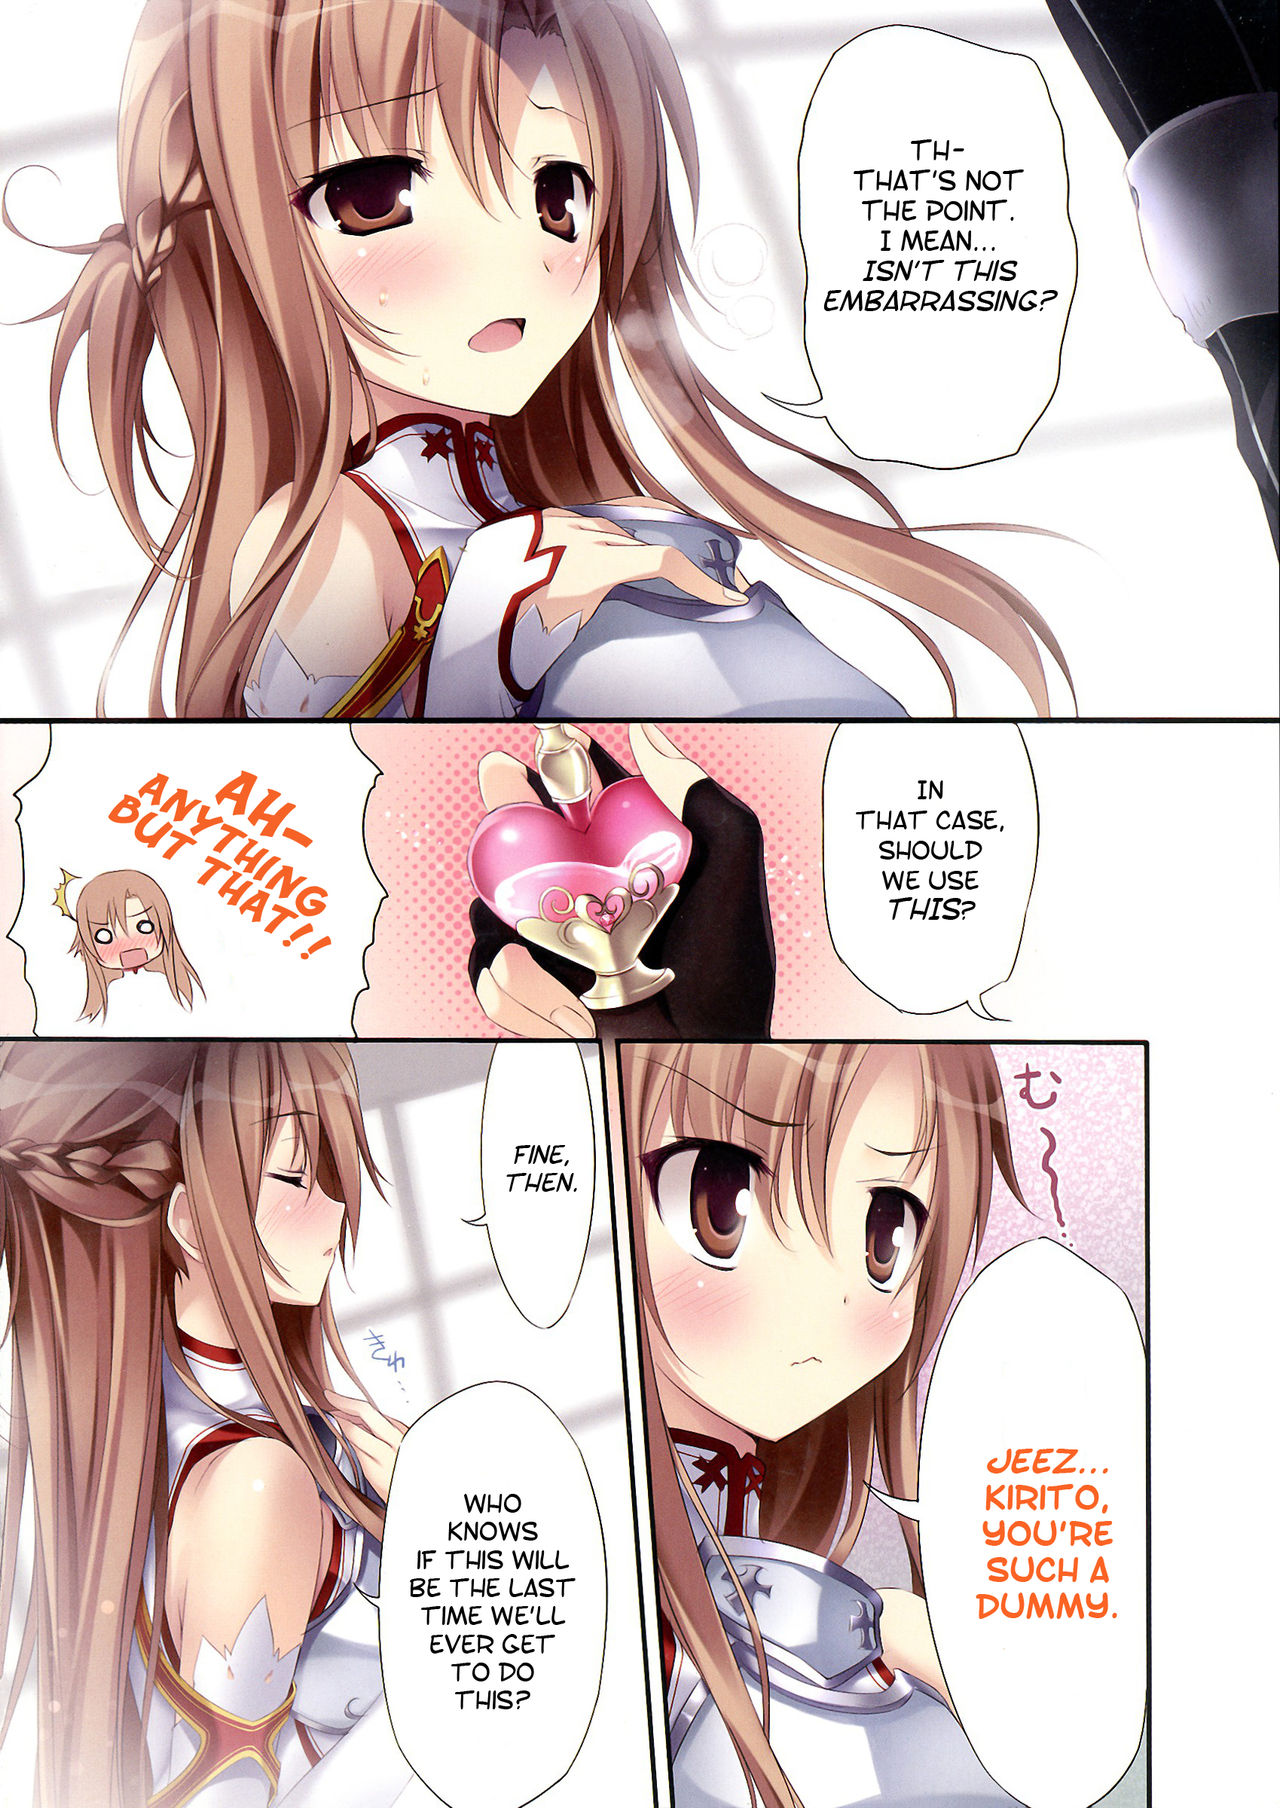 TH-
THAT'S NOT
THE POINT.
I MEAN...
ISN'T THIS
EMBARRASSING?
IN
THAT CASE,
SHOULD
WE USE
THIS?
AH-
ANYTHING
BUT THAT!!
む〜
JEEZ...
KIRITO,
YOU'RE
SUCH A
DUMMY.
FINE,
THEN.
きゅ…
WHO
KNOWS
IF THIS WILL
BE THE LAST
TIME WE'LL
EVER GET
TO DO
THIS?